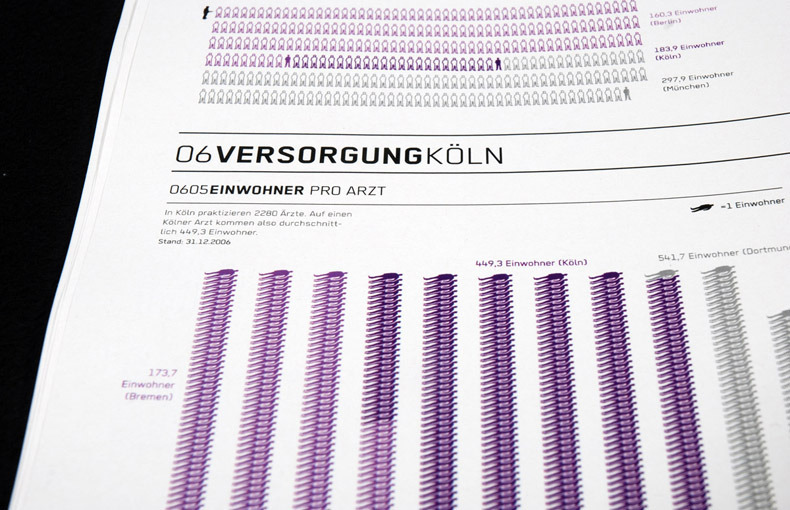 160,3 Einwohner
(Berlin)
183,9 Einwohner
(Köln)
297,9 Einwohner
(München)
06VERSORGUNGKÖLN
0605EINWOHNER PRO ARZT
=1 Einwohner
In Köln praktizieren 2280 Ärzte. Auf einen
Kölner Arzt kommen also durchschnitt-
lich 449,3 Einwohner.
Stand: 31.12.2006
449,3 Einwohner (Köln)
541,7 Einwohner (Dortmun
173,7
Einwohner
(Bremen)